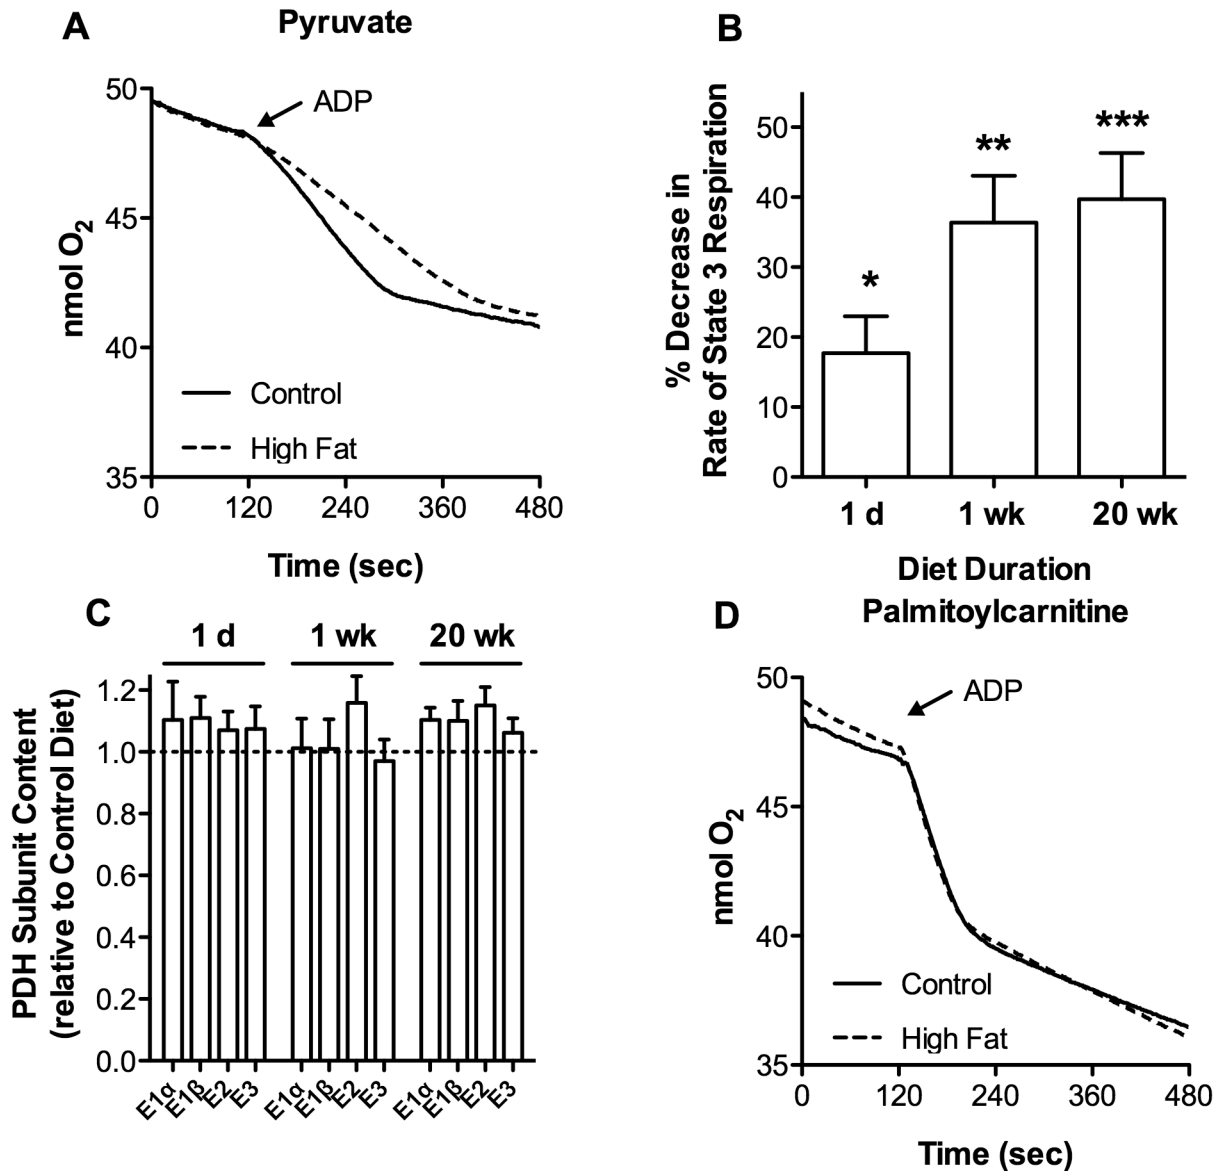 A
Pyruvate
50
45
40
35
nmol O2
ADP
Control
High Fat
0 120 240 360 480
Time (sec)
B
% Decrease in
Rate of State 3 Respiration
50
40
30
20
10
0
*
**
***
1 d 1 wk 20 wk
Diet Duration
C
1 d 1 wk 20 wk
PDH Subunit Content
(relative to Control Diet)
1.2
1.0
0.8
0.6
0.4
0.2
0.0
E1α E1β E2 E3 E1α E1β E2 E3 E1α E1β E2 E3
D
Palmitoylcarnitine
50
45
40
35
nmol O2
ADP
Control
High Fat
0 120 240 360 480
Time (sec)